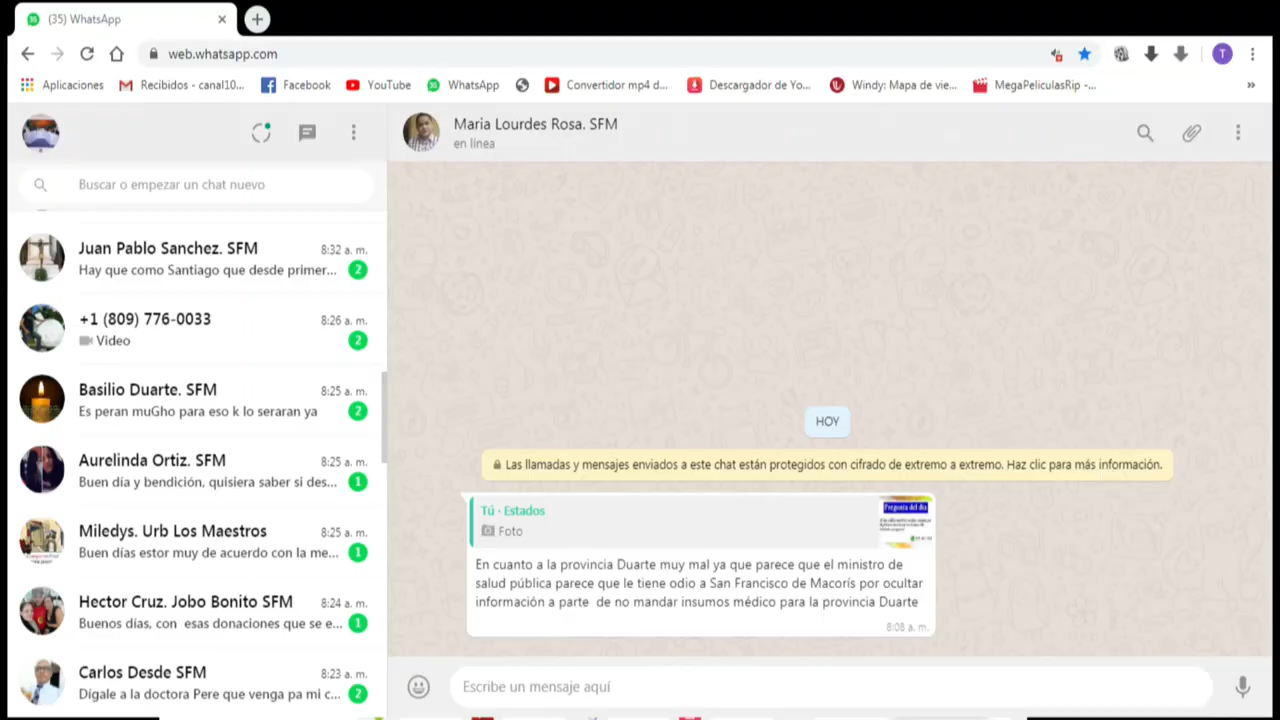 (35) WhatsApp
web.whatsapp.com
T
Aplicaciones
Recibidos - canal10...
Facebook
YouTube
WhatsApp
Convertidor mp4 d...
Descargador de Yo...
Windy: Mapa de vie...
MegaPeliculasRip -...
»
Buscar o empezar un chat nuevo
Juan Pablo Sanchez. SFM 8:32 a. m.
Hay que como Santiago que desde primer... 2
+1 (809) 776-0033 8:26 a. m.
Video 2
Basilio Duarte. SFM 8:25 a. m.
Es peran muGho para eso k lo seraran ya 2
Aurelinda Ortiz. SFM 8:25 a. m.
Buen día y bendición, quisiera saber si des... 1
Miledys. Urb Los Maestros 8:25 a. m.
Buen días estor muy de acuerdo con la me... 1
Hector Cruz. Jobo Bonito SFM 8:24 a. m.
Buenos días, con esas donaciones que se e... 1
Carlos Desde SFM 8:23 a. m.
Dígale a la doctora Pere que venga pa mi c... 2
Maria Lourdes Rosa. SFM
en línea
HOY
Las llamadas y mensajes enviados a este chat están protegidos con cifrado de extremo a extremo. Haz clic para más información.
Tú · Estados
Foto
Pregunta del día
En cuanto a la provincia Duarte muy mal ya que parece que el ministro de
salud pública parece que le tiene odio a San Francisco de Macorís por ocultar
información a parte de no mandar insumos médico para la provincia Duarte
8:08 a. m.
Escribe un mensaje aquí